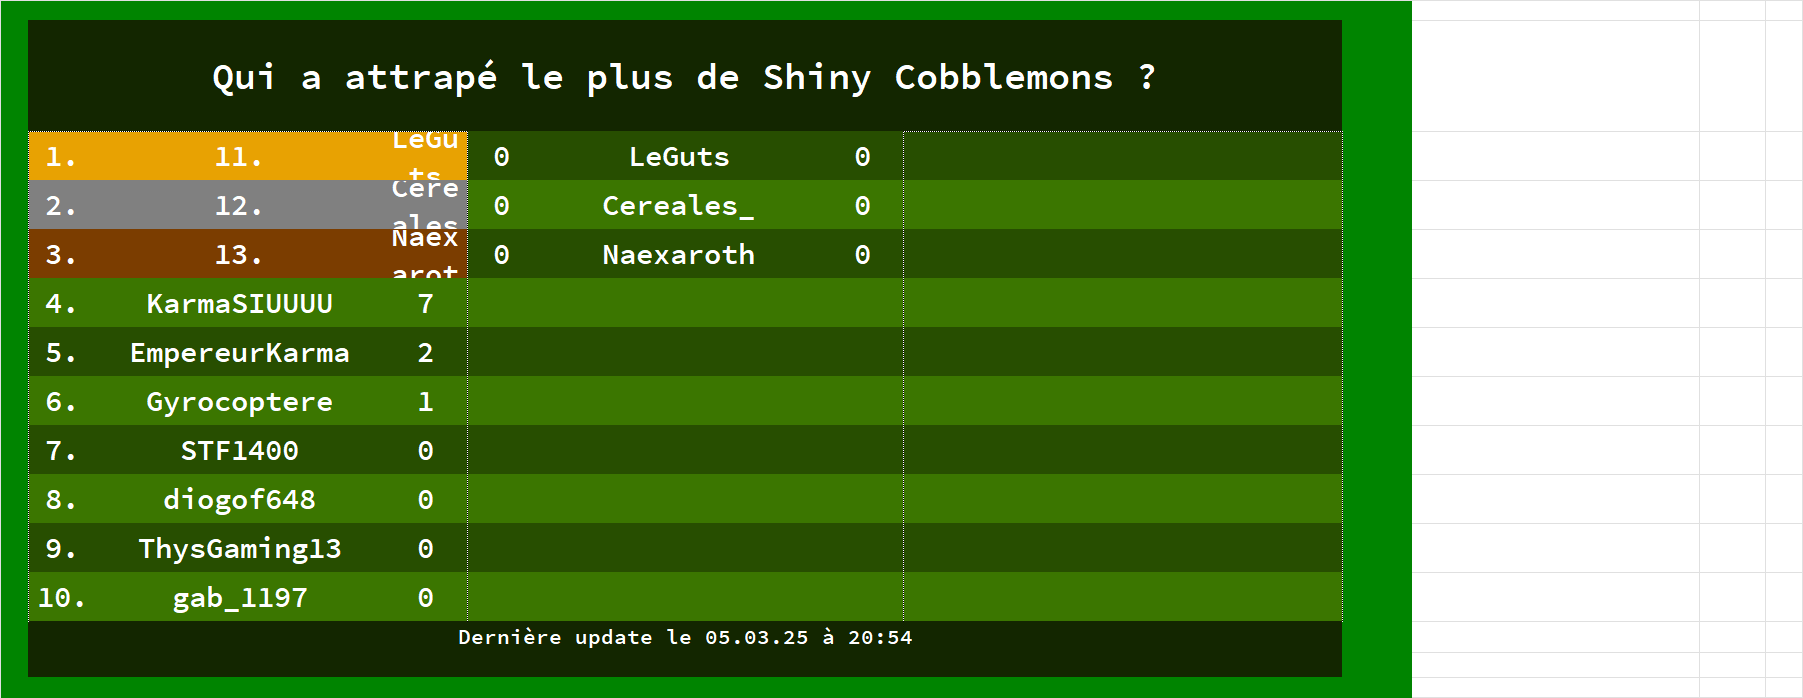 Qui a attrapé le plus de Shiny Cobblemons ?
1. 11. LeGuts 0 LeGuts 0
2. 12. Cereales 0 Cereales_ 0
3. 13. Naexarot 0 Naexaroth 0
4. KarmaSIUUUU 7
5. EmpereurKarma 2
6. Gyrocoptere 1
7. STF1400 0
8. diogof648 0
9. ThysGaming13 0
10. gab_1197 0
Dernière update le 05.03.25 à 20:54